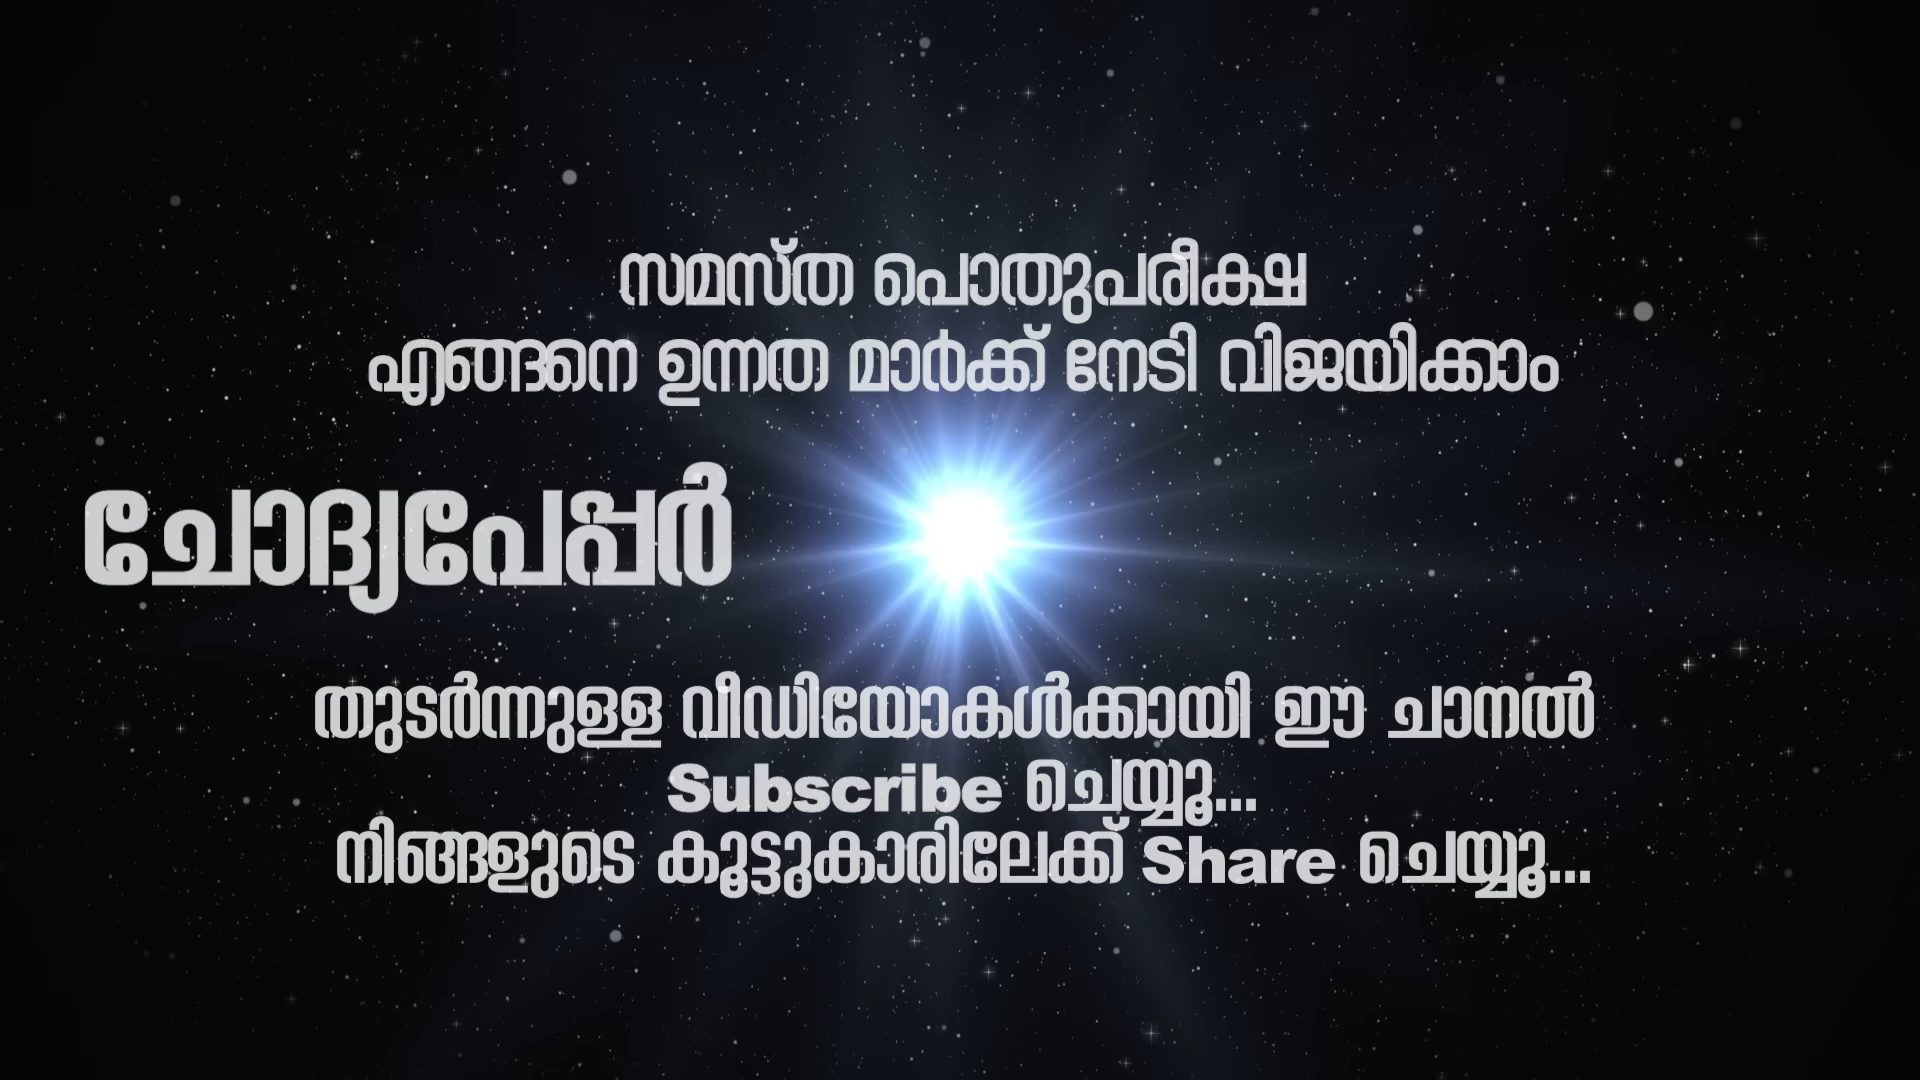 സമസ്ത പൊതുപരീക്ഷ
എങ്ങനെ ഉന്നത മാർക്ക് നേടി വിജയിക്കാം
ചോദ്യപേപ്പർ
തുടർന്നുള്ള വീഡിയോകൾക്കായി ഈ ചാനൽ
Subscribe ചെയ്യൂ...
നിങ്ങളുടെ കൂട്ടുകാരിലേക്ക് Share ചെയ്യൂ...